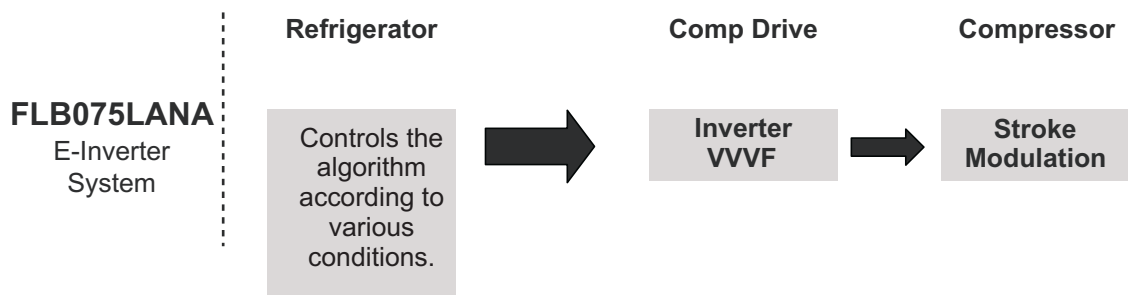 Refrigerator
Comp Drive
Compressor
FLB075LANA
E-Inverter
System
Controls the
algorithm
according to
various
conditions.
Inverter
VVVF
Stroke
Modulation